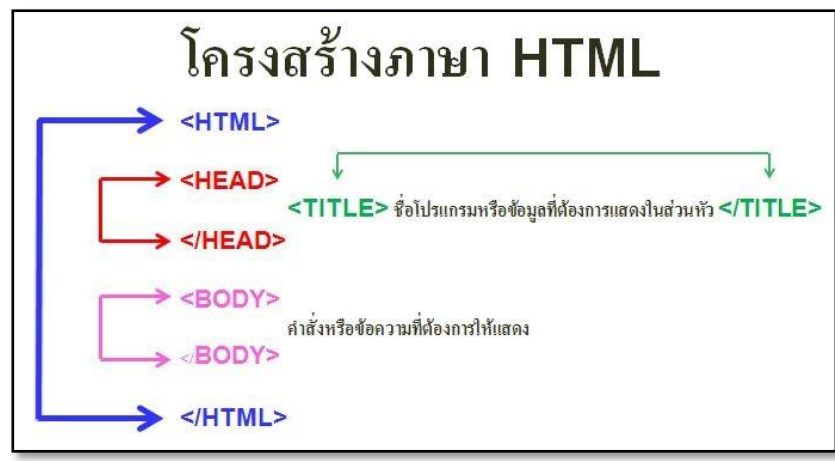 โครงสร้างภาษา HTML
<HTML>
<HEAD>
<TITLE> ชื่อโปรแกรมหรือข้อมูลที่ต้องการแสดงในส่วนหัว </TITLE>
</HEAD>
<BODY>
คำสั่งหรือข้อความที่ต้องการให้แสดง
</BODY>
</HTML>